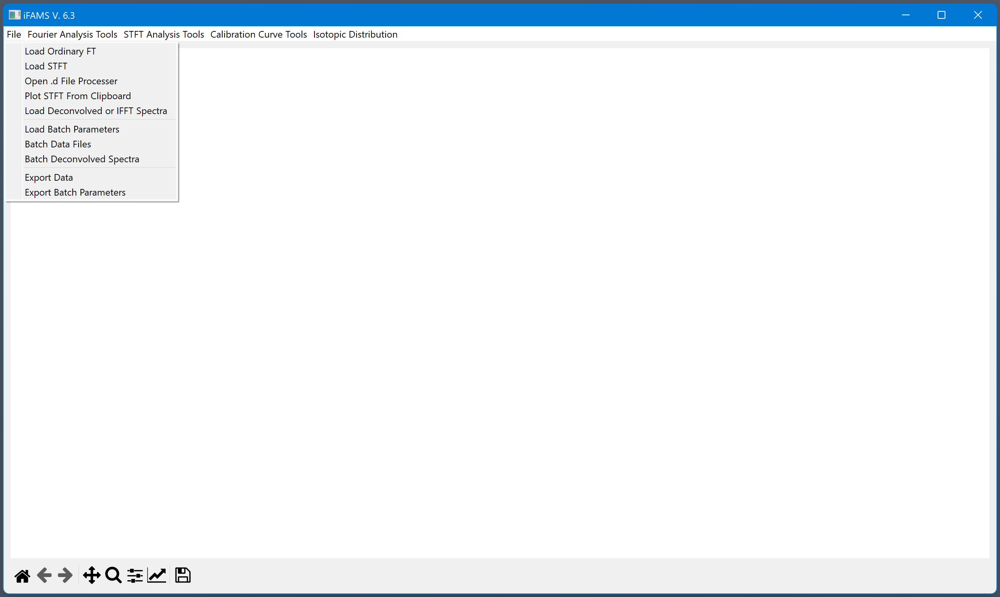 iFAMS V. 6.3
File Fourier Analysis Tools STFT Analysis Tools Calibration Curve Tools Isotopic Distribution
Load Ordinary FT
Load STFT
Open .d File Processer
Plot STFT From Clipboard
Load Deconvolved or IFFT Spectra
Load Batch Parameters
Batch Data Files
Batch Deconvolved Spectra
Export Data
Export Batch Parameters